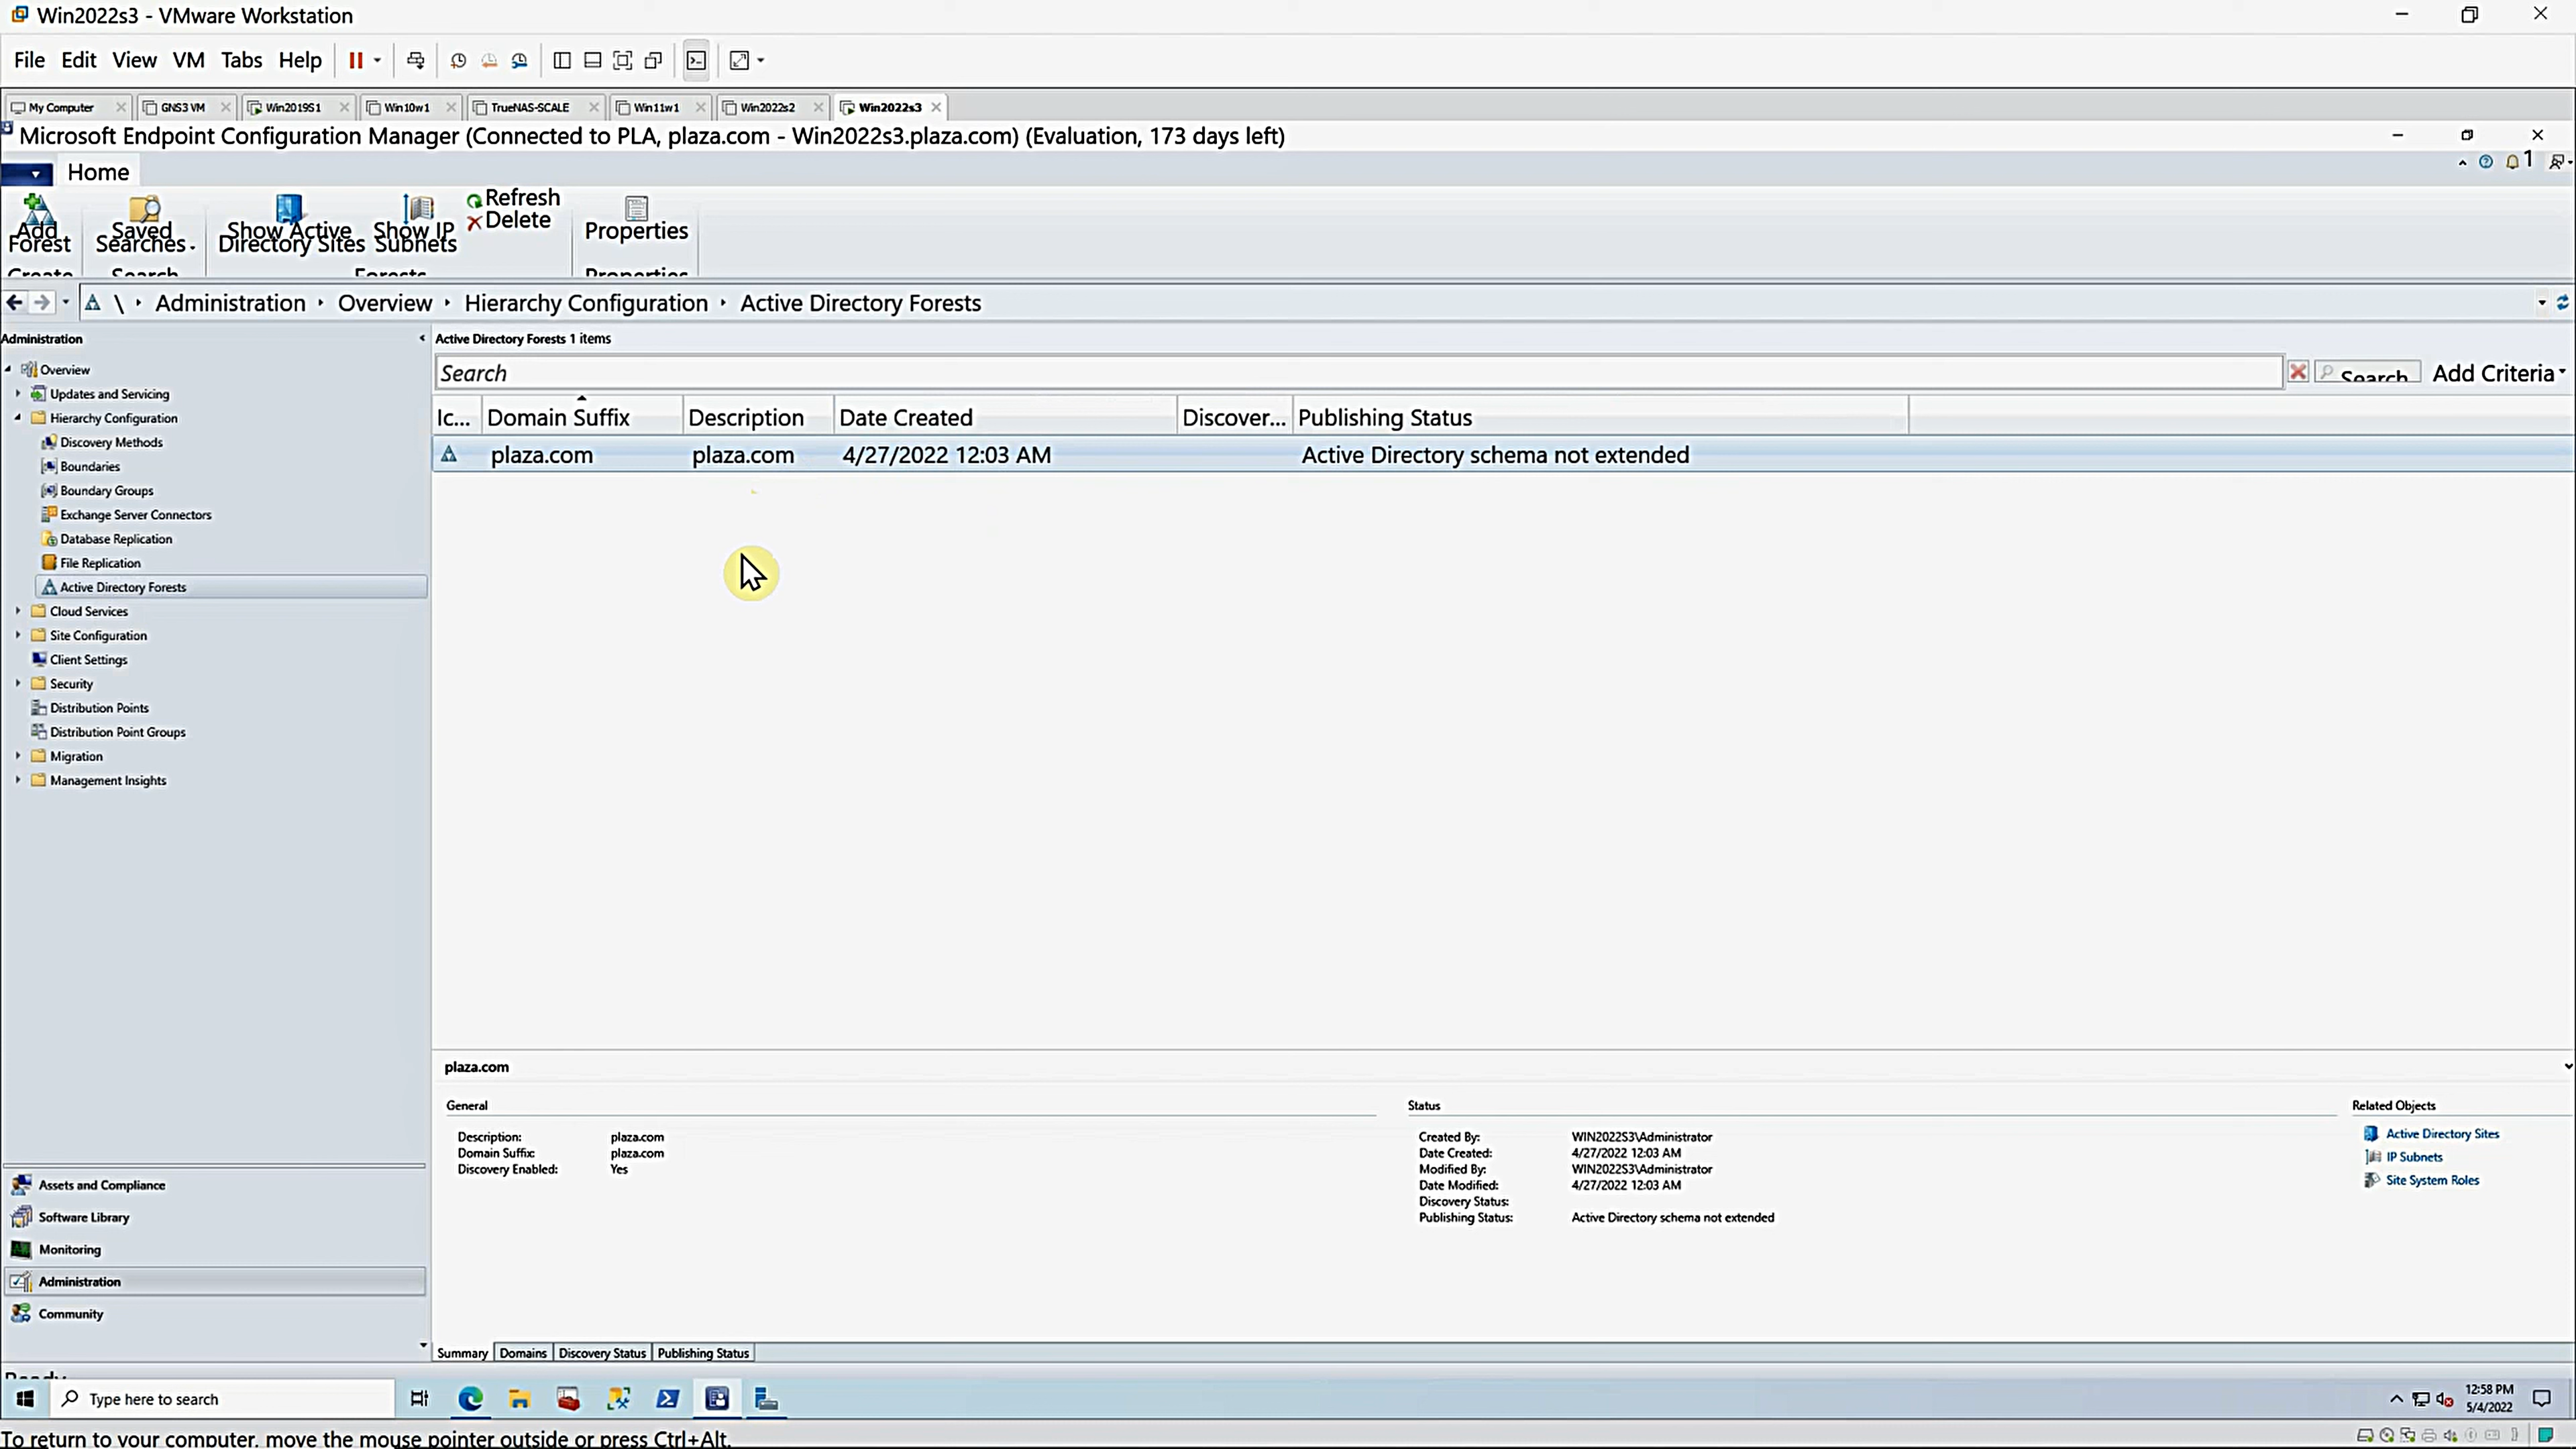 Win2022s3 - VMware Workstation
File Edit View VM Tabs Help
My Computer GNS3 VM Win2019S1 Win10w1 TrueNAS-SCALE Win11w1 Win2022s2 Win2022s3
Microsoft Endpoint Configuration Manager (Connected to PLA, plaza.com - Win2022s3.plaza.com) (Evaluation, 173 days left)
Home
1
Add Forest
Saved Searches
Show Active Directory Sites
Show IP Subnets
Refresh
Delete
Properties
Create Search Forests Properties
\ Administration Overview Hierarchy Configuration Active Directory Forests
Administration
Overview
Updates and Servicing
Hierarchy Configuration
Discovery Methods
Boundaries
Boundary Groups
Exchange Server Connectors
Database Replication
File Replication
Active Directory Forests
Cloud Services
Site Configuration
Client Settings
Security
Distribution Points
Distribution Point Groups
Migration
Management Insights
Assets and Compliance
Software Library
Monitoring
Administration
Community
Active Directory Forests 1 items
Search
Search Add Criteria
Ic... Domain Suffix Description Date Created Discover... Publishing Status
plaza.com plaza.com 4/27/2022 12:03 AM Active Directory schema not extended
plaza.com
General
Description: plaza.com
Domain Suffix: plaza.com
Discovery Enabled: Yes
Status
Created By: WIN2022S3\Administrator
Date Created: 4/27/2022 12:03 AM
Modified By: WIN2022S3\Administrator
Date Modified: 4/27/2022 12:03 AM
Discovery Status:
Publishing Status: Active Directory schema not extended
Related Objects
Active Directory Sites
IP Subnets
Site System Roles
Summary Domains Discovery Status Publishing Status
Ready
Type here to search
12:58 PM
5/4/2022
To return to your computer, move the mouse pointer outside or press Ctrl+Alt.